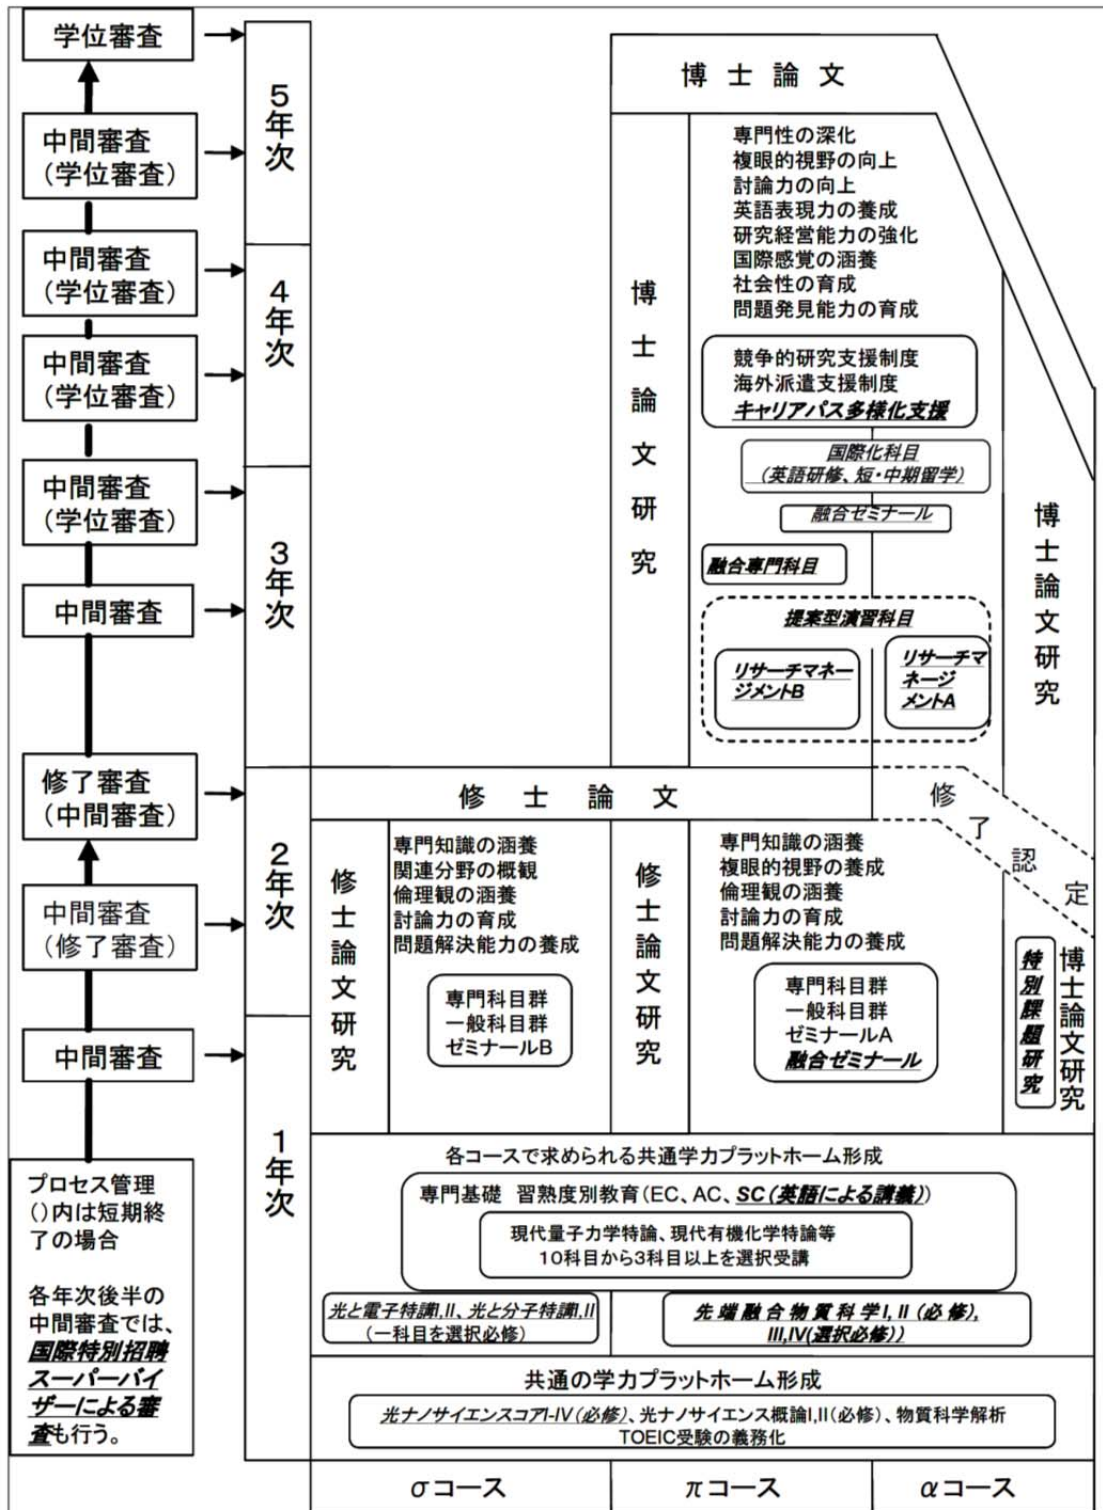 学位審査
中間審査
(学位審査)
中間審査
(学位審査)
中間審査
(学位審査)
中間審査
(学位審査)
中間審査
修了審査
(中間審査)
中間審査
(修了審査)
中間審査
プロセス管理
()内は短期終
了の場合
各年次後半の
中間審査では、
国際特別招聘
スーパーバイ
ザーによる審
査も行う。
5年次
4年次
3年次
2年次
1年次
博士論文
博士論文研究
専門性の深化
複眼的視野の向上
討論力の向上
英語表現力の養成
研究経営能力の強化
国際感覚の涵養
社会性の育成
問題発見能力の育成
競争的研究支援制度
海外派遣支援制度
キャリアパス多様化支援
国際化科目
(英語研修、短・中期留学)
融合ゼミナール
融合専門科目
提案型演習科目
リサーチマネー
ジメントB
リサーチマ
ネージ
メントA
博士論文研究
修士論文
修了認定
修士論文研究
専門知識の涵養
関連分野の概観
倫理観の涵養
討論力の育成
問題解決能力の養成
専門科目群
一般科目群
ゼミナールB
修士論文研究
専門知識の涵養
複眼的視野の養成
倫理観の涵養
討論力の育成
問題解決能力の養成
専門科目群
一般科目群
ゼミナールA
融合ゼミナール
特別課題研究
博士論文研究
各コースで求められる共通学力プラットホーム形成
専門基礎 習熟度別教育(EC、AC、SC(英語による講義))
現代量子力学特論、現代有機化学特論等
10科目から3科目以上を選択受講
光と電子特講I,II、光と分子特講I,II
(一科目を選択必修)
先端融合物質科学I, II (必修),
III,IV(選択必修))
共通の学力プラットホーム形成
光ナノサイエンスコアI-IV(必修)、光ナノサイエンス概論I,II(必修)、物質科学解析
TOEIC受験の義務化
σコース
πコース
αコース